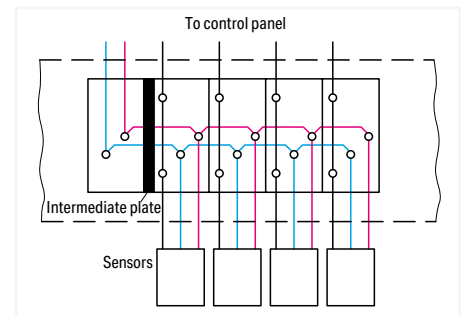 To control panel
Intermediate plate
Sensors